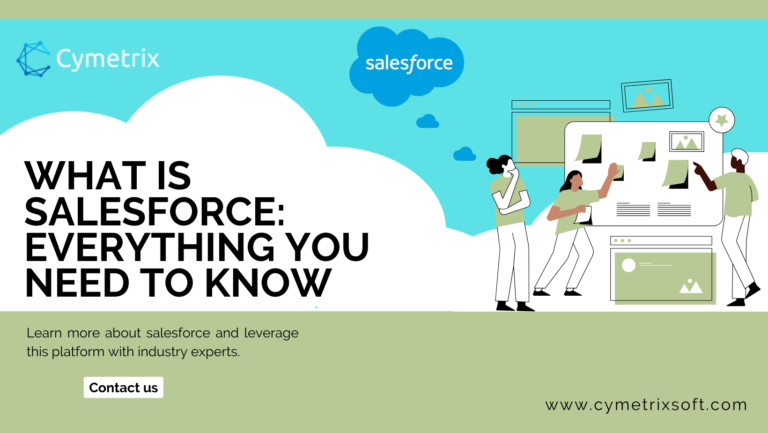 Cymetrix
salesforce
WHAT IS
SALESFORCE:
EVERYTHING YOU
NEED TO KNOW
Learn more about salesforce and leverage
this platform with industry experts.
Contact us
www.cymetrixsoft.com